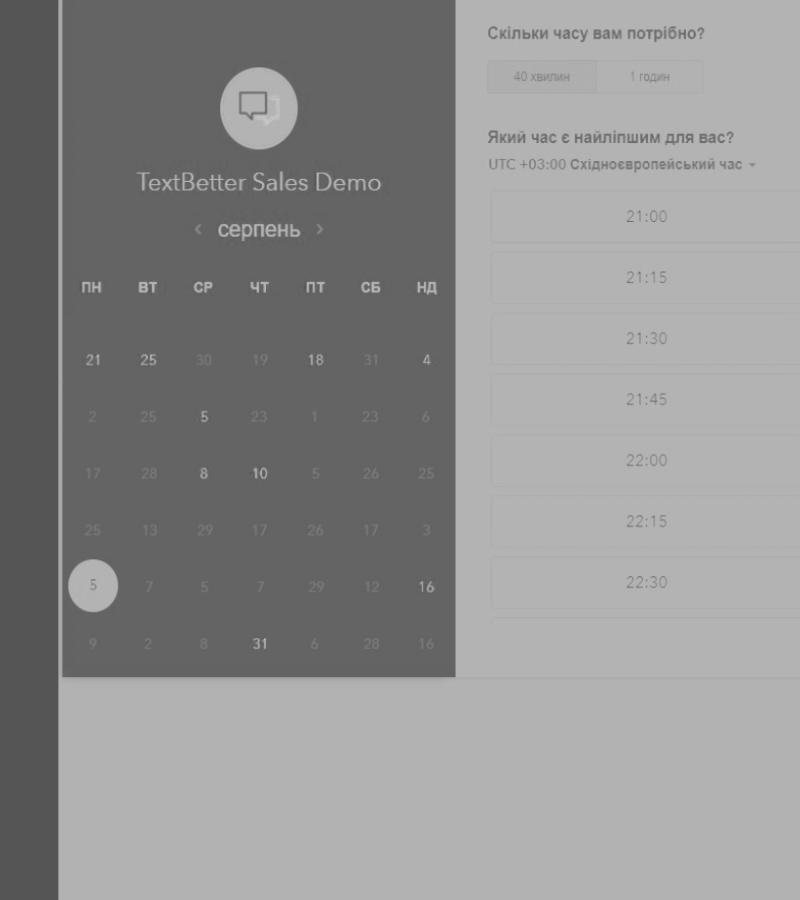 TextBetter Sales Demo
серпень
ПН ВТ СР ЧТ ПТ СБ НД
21 25 30 19 18 31 4
2 25 5 23 1 23 6
17 28 8 10 5 26 25
25 13 29 17 26 17 3
5 7 5 7 29 12 16
9 2 8 31 6 28 16
Скільки часу вам потрібно?
40 хвилин 1 годин
Який час є найліпшим для вас?
UTC +03:00 Східноєвропейський час
21:00
21:15
21:30
21:45
22:00
22:15
22:30